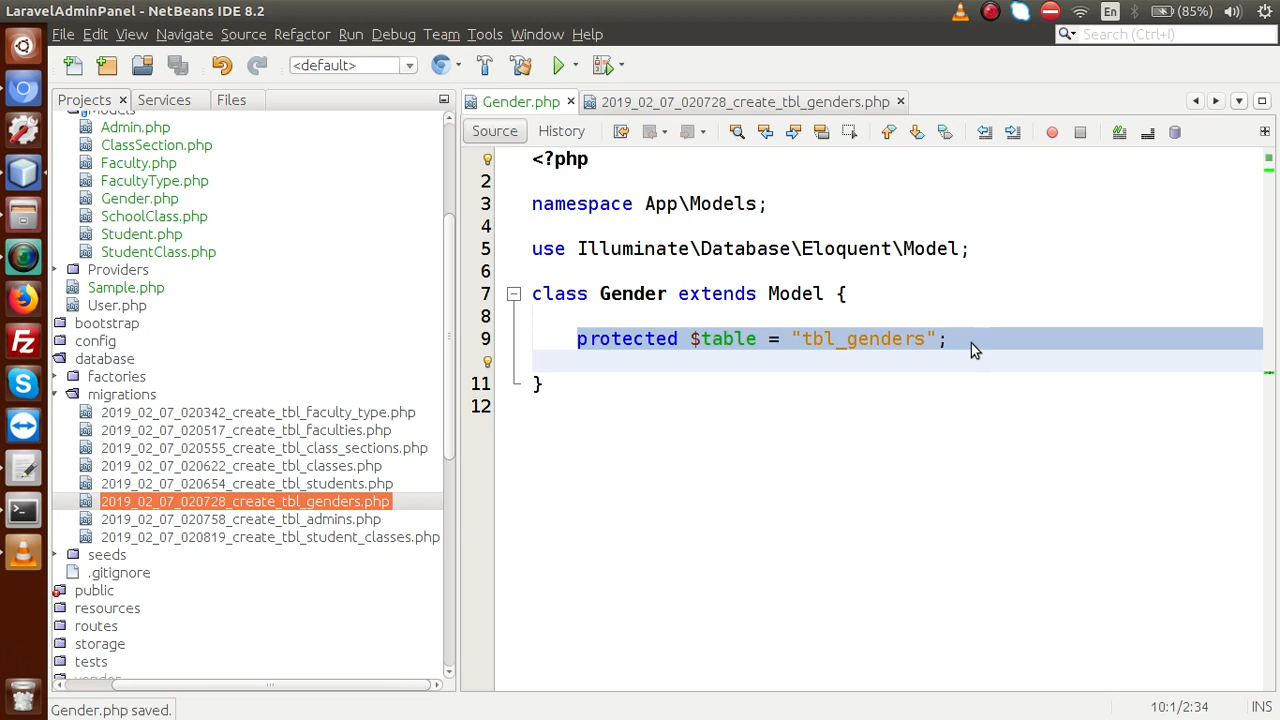 LaravelAdminPanel - NetBeans IDE 8.2
En
(85%)
File Edit View Navigate Source Refactor Run Debug Team Tools Window Help
Search (Ctrl+I)
<default>
Projects
Services
Files
Gender.php
2019_02_07_020728_create_tbl_genders.php
Source
History
Models
Admin.php
ClassSection.php
Faculty.php
FacultyType.php
Gender.php
SchoolClass.php
Student.php
StudentClass.php
Providers
Sample.php
User.php
bootstrap
config
database
factories
migrations
2019_02_07_020342_create_tbl_faculty_type.php
2019_02_07_020517_create_tbl_faculties.php
2019_02_07_020555_create_tbl_class_sections.php
2019_02_07_020622_create_tbl_classes.php
2019_02_07_020654_create_tbl_students.php
2019_02_07_020728_create_tbl_genders.php
2019_02_07_020758_create_tbl_admins.php
2019_02_07_020819_create_tbl_student_classes.php
seeds
.gitignore
public
resources
routes
storage
tests
vendor
<?php
2
3 namespace App\Models;
4
5 use Illuminate\Database\Eloquent\Model;
6
7 class Gender extends Model {
8
9 protected $table = "tbl_genders";
11 }
12
Gender.php saved.
10:1/2:34
INS